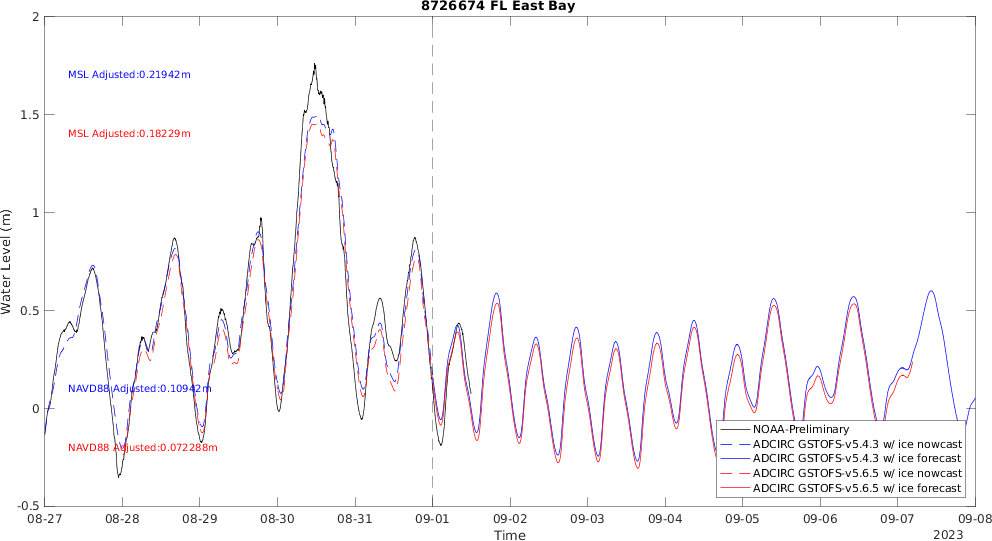 8726674 FL East Bay
2
1.5
1
0.5
0
-0.5
Water Level (m)
MSL Adjusted:0.21942m
MSL Adjusted:0.18229m
NAVD88 Adjusted:0.10942m
NAVD88 Adjusted:0.072288m
NOAA-Preliminary
ADCIRC GSTOFS-v5.4.3 w/ ice nowcast
ADCIRC GSTOFS-v5.4.3 w/ ice forecast
ADCIRC GSTOFS-v5.6.5 w/ ice nowcast
ADCIRC GSTOFS-v5.6.5 w/ ice forecast
08-27 08-28 08-29 08-30 08-31 09-01 09-02 09-03 09-04 09-05 09-06 09-07 09-08
Time
2023